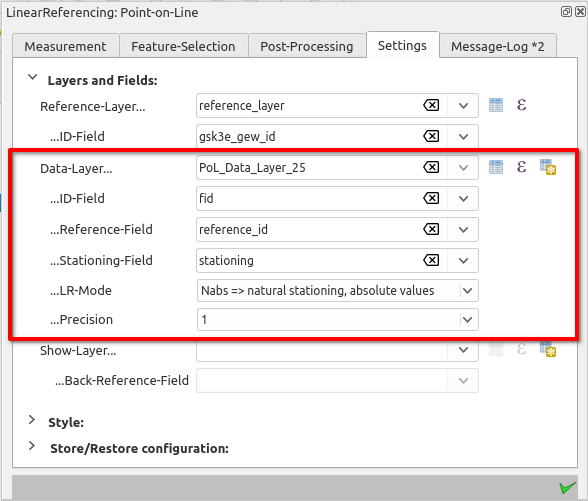 LinearReferencing: Point-on-Line
Measurement Feature-Selection Post-Processing Settings Message-Log *2
Layers and Fields:
Reference-Layer... reference_layer ε
...ID-Field gsk3e_gew_id
Data-Layer... PoL_Data_Layer_25 ε
...ID-Field fid
...Reference-Field reference_id
...Stationing-Field stationing
...LR-Mode Nabs => natural stationing, absolute values
...Precision 1
Show-Layer... ε
...Back-Reference-Field
Style:
Store/Restore configuration: